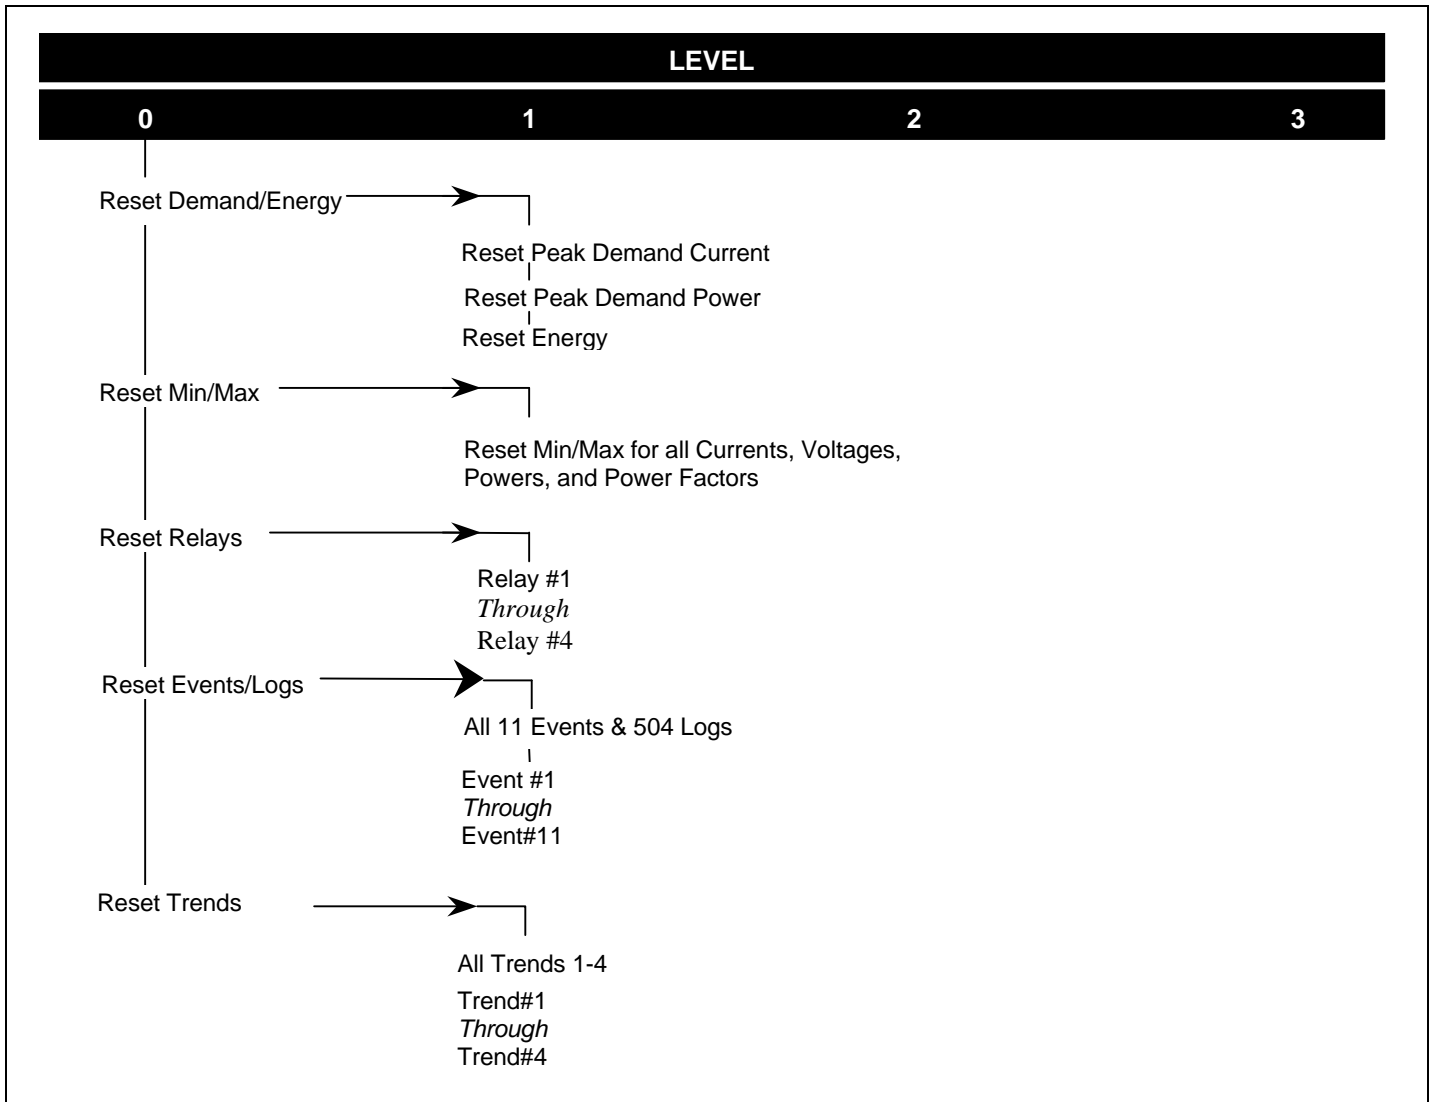 LEVEL
0 1 2 3
Reset Demand/Energy
Reset Peak Demand Current
Reset Peak Demand Power
Reset Energy
Reset Min/Max
Reset Min/Max for all Currents, Voltages,
Powers, and Power Factors
Reset Relays
Relay #1
Through
Relay #4
Reset Events/Logs
All 11 Events & 504 Logs
Event #1
Through
Event#11
Reset Trends
All Trends 1-4
Trend#1
Through
Trend#4